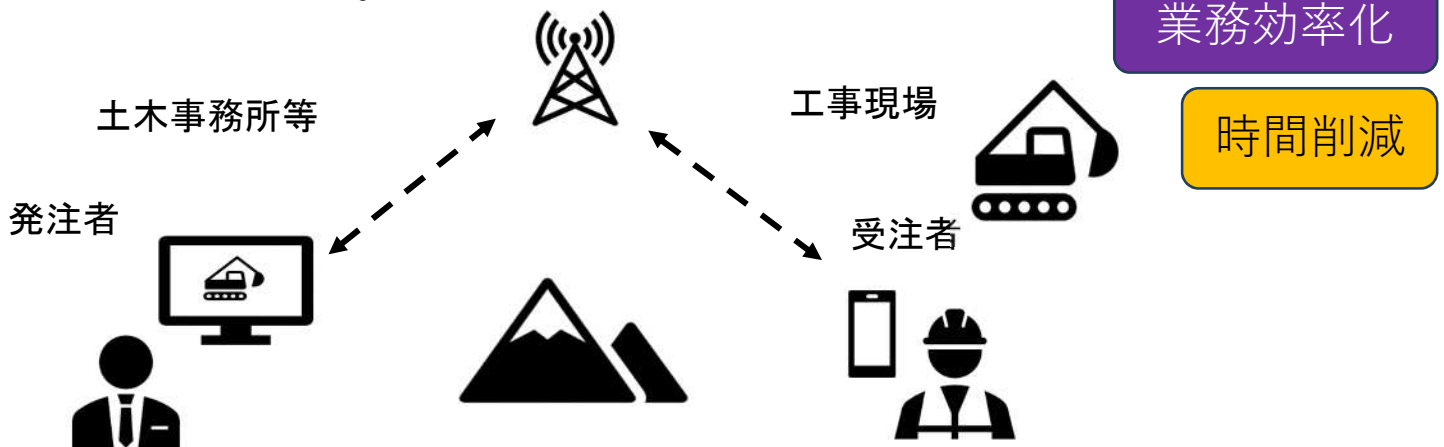 業務効率化
土木事務所等
工事現場
時間削減
発注者
受注者